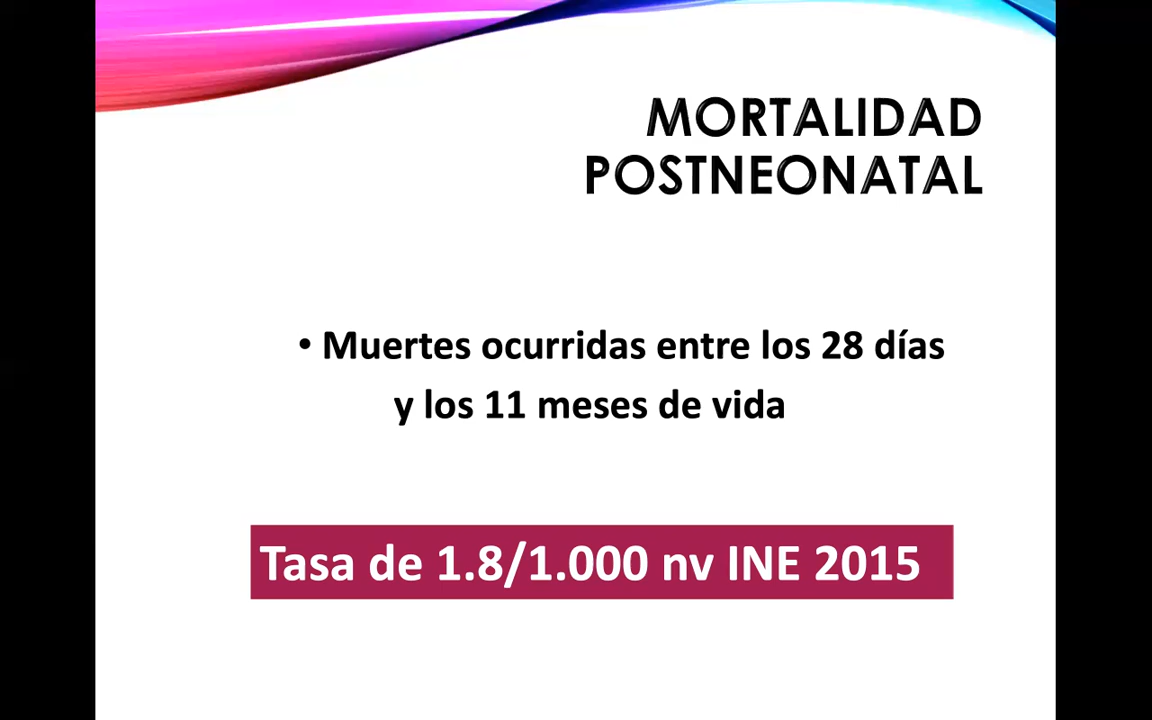 MORTALIDAD
POSTNEONATAL
• Muertes ocurridas entre los 28 días
y los 11 meses de vida
Tasa de 1.8/1.000 nv INE 2015